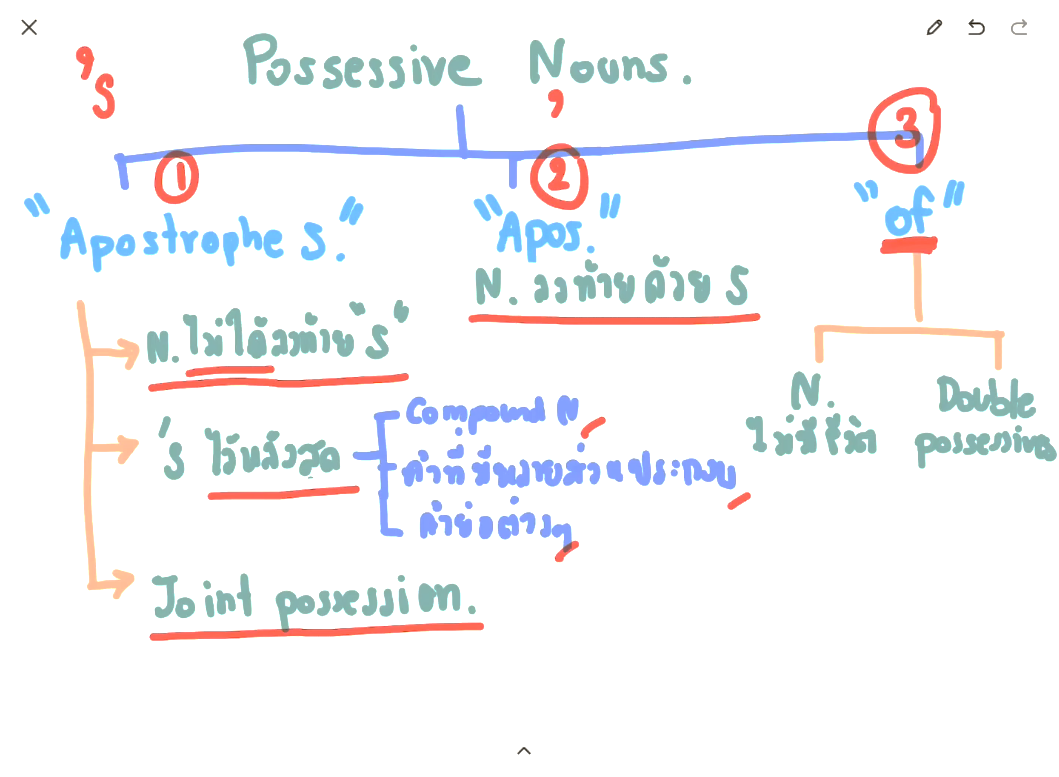 's
Possessive Nouns.
,
① ② ③
"Apostrophe s."
"Apos."
"of"
N. ลงท้ายด้วย s
N. ไม่ได้ลงท้าย "s"
's ไว้หลังสุด
Compound N
คำที่มีหลายส่วนประกอบ
คำย่อต่างๆ
Joint possession.
N.
ไม่มีชีวิต
Double
possessive